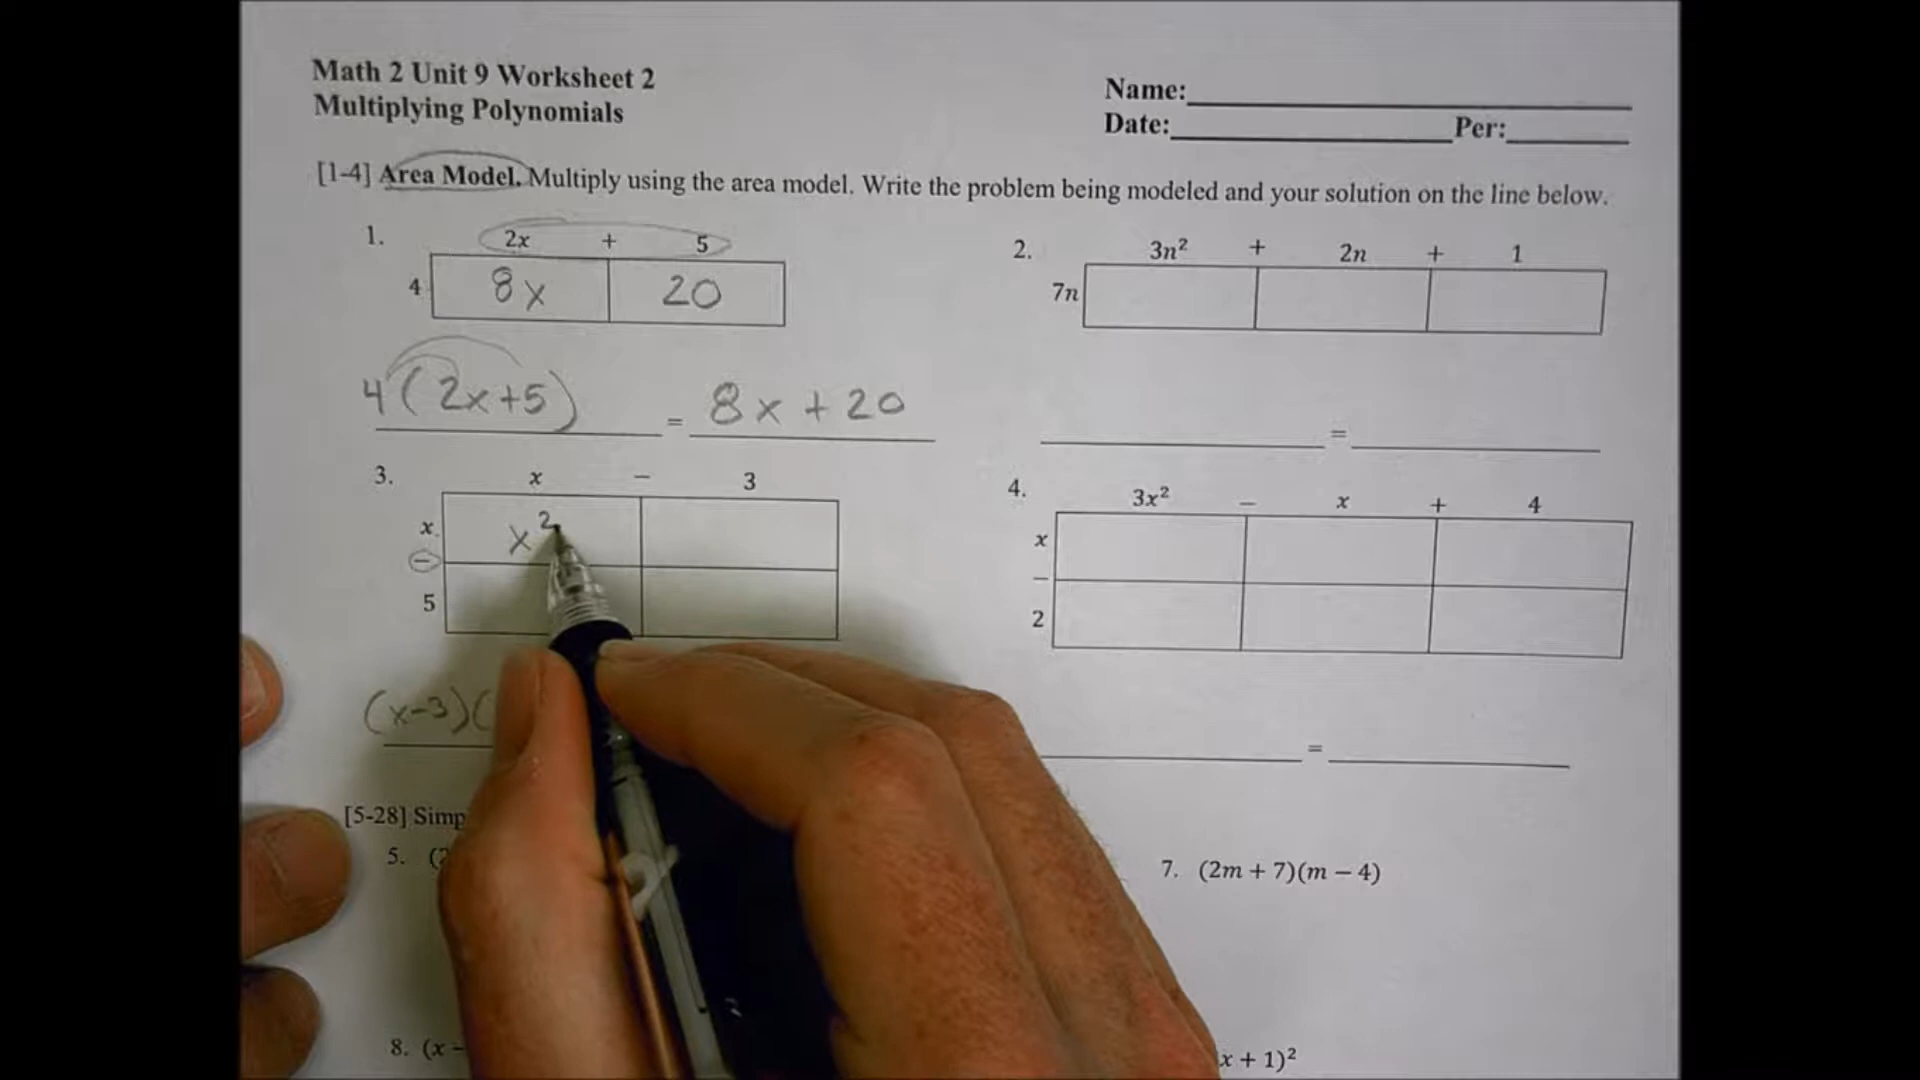 Math 2 Unit 9 Worksheet 2
Multiplying Polynomials
Name:
Date: Per:
[1-4] Area Model. Multiply using the area model. Write the problem being modeled and your solution on the line below.
1. 2x + 5
4 8x 20
4(2x+5) = 8x + 20
2. 3n² + 2n + 1
7n
=
3. x − 3
x x²
−
5
(x-3)(
4. 3x² − x + 4
x
−
2
=
[5-28]
5. (
7. (2m + 7)(m − 4)
8. (x −
x + 1)²